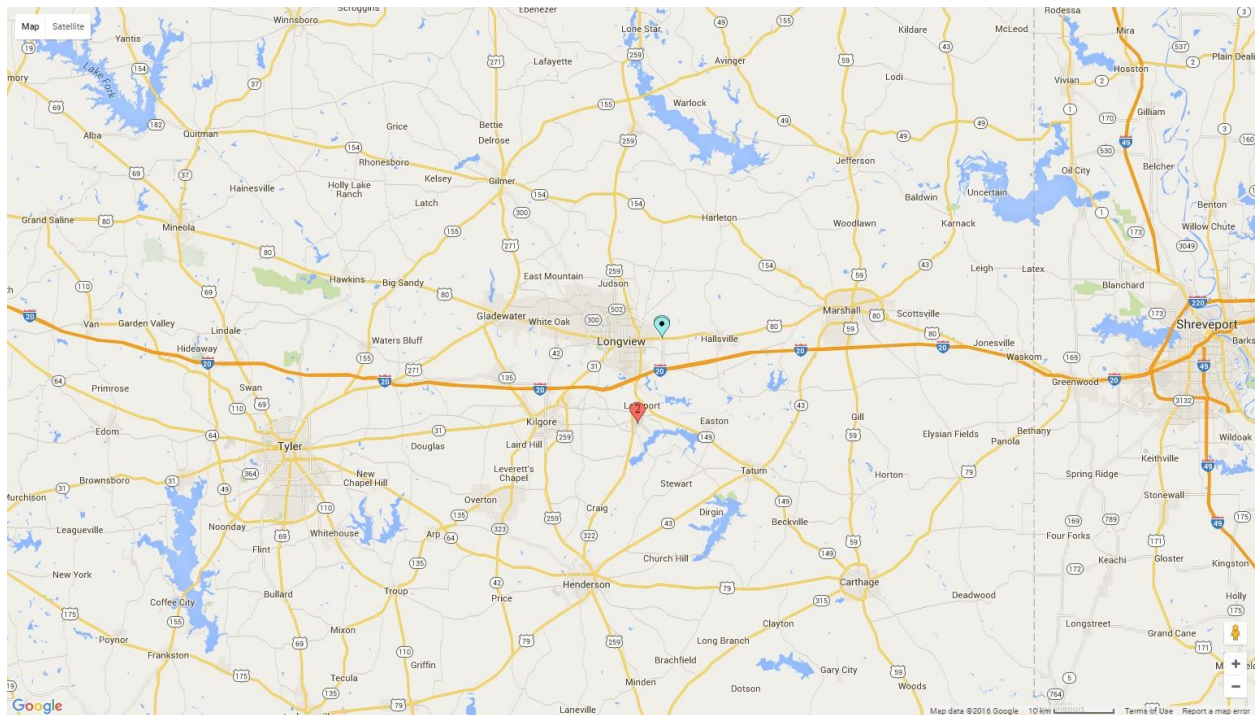 Map Satellite
Winnsboro
Scroggins
Ebenezer
Lone Star
Kildare
McLeod
Rodessa
Mira
Plain Deale
Hosston
Vivian
Yantis
Lake Fork
Lafayette
Avinger
Lodi
Warlock
Gilliam
Alba
Quitman
Grice
Bettie
Delrose
Rhonesboro
Kelsey
Gilmer
Jefferson
Belcher
Oil City
Hainesville
Holly Lake
Ranch
Latch
Uncertain
Baldwin
Karnack
Benton
Grand Saline
Mineola
Harleton
Woodlawn
Willow Chute
Hawkins
Big Sandy
East Mountain
Judson
Leigh
Latex
Blanchard
Van
Garden Valley
Lindale
Gladewater
White Oak
Longview
Hallsville
Marshall
Scottsville
Shreveport
Hideaway
Waters Bluff
Jonesville
Waskom
Greenwood
Primrose
Swan
Kilgore
2
Easton
Gill
Elysian Fields
Bethany
Panola
Edom
Tyler
Douglas
Laird Hill
Keithville
Wildoak
Brownsboro
New
Chapel Hill
Leverett's
Chapel
Tatum
Horton
Spring Ridge
Stonewall
Murchison
Overton
Stewart
Leagueville
Noonday
Whitehouse
Arp
Craig
Dirgin
Beckville
Four Forks
Flint
Church Hill
Keachi
Gloster
Kingston
New York
Bullard
Troup
Price
Henderson
Carthage
Deadwood
Holly
Coffee City
Poynor
Mixon
Clayton
Longstreet
Grand Cane
Frankston
Griffin
Long Branch
Brachfield
Gary City
Tecula
Minden
Dotson
Woods
Laneville
Google
Map data ©2016 Google 10 km Terms of Use Report a map error